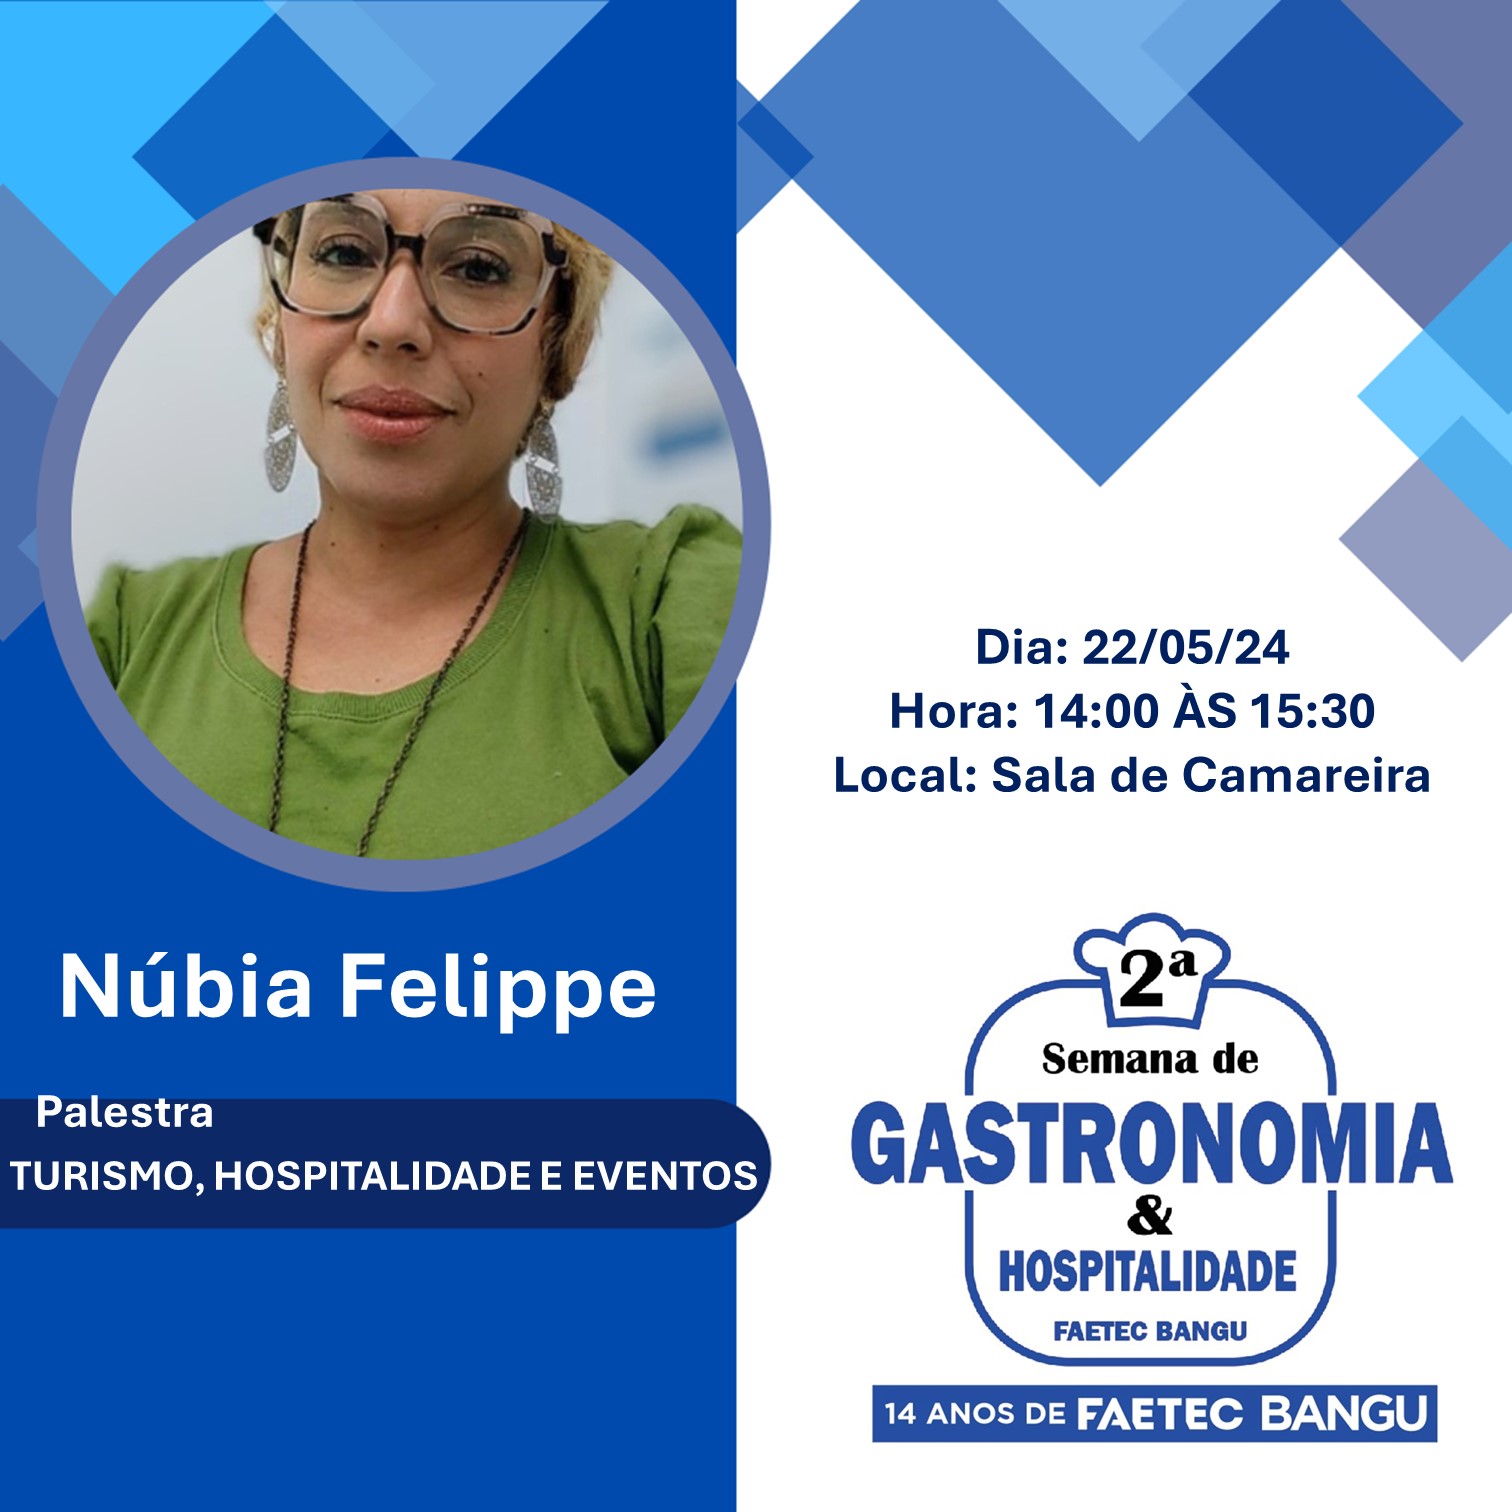 Núbia Felippe
Palestra
TURISMO, HOSPITALIDADE E EVENTOS
Dia: 22/05/24
Hora: 14:00 ÀS 15:30
Local: Sala de Camareira
2ª
Semana de
GASTRONOMIA
&
HOSPITALIDADE
FAETEC BANGU
14 ANOS DE FAETEC BANGU